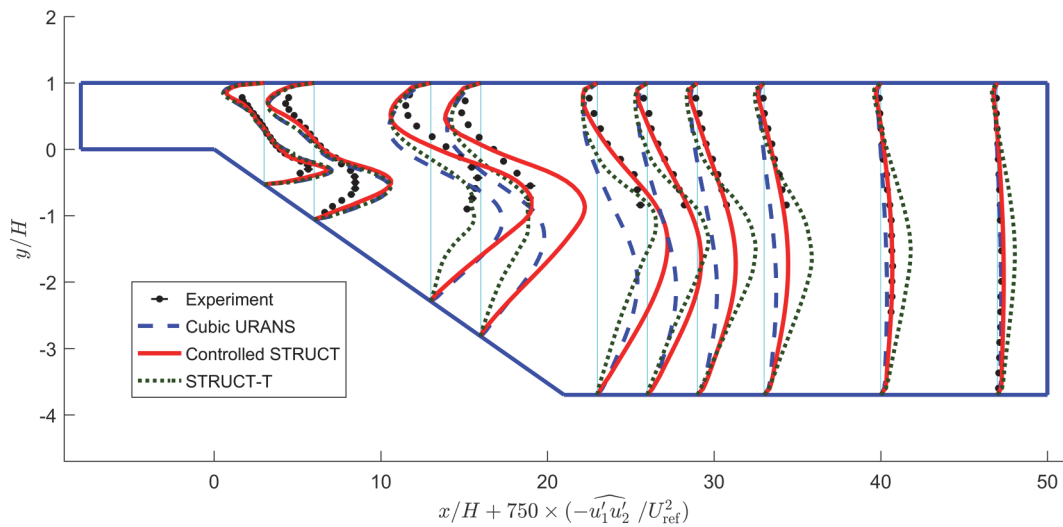 2
1
0
-1
-2
-3
-4
y/H
Experiment
Cubic URANS
Controlled STRUCT
STRUCT-T
0 10 20 30 40 50
x/H + 750 × (−\widehat{u′₁u′₂} /U²ref)